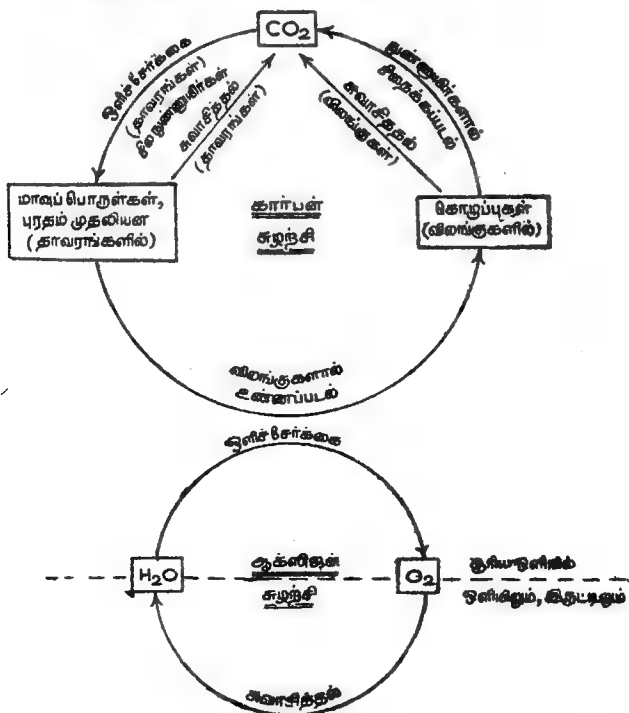 CO₂
ஒளிச்சேர்க்கை
(தாவரங்கள்)
சிலநுண்ணுயிர்கள்
சுவாசித்தல்
(தாவரங்கள்)
நுண்ணுயிர்களால்
சிதைக்கப்படல்
சுவாசித்தல்
(விலங்குகள்)
மாவுப் பொருள்கள்,
புரதம் முதலியன
(தாவரங்களில்)
கார்பன்
சுழற்சி
கொழுப்புகள்
(விலங்குகளில்)
விலங்குகளால்
உண்ணப்படல்
ஒளிச்சேர்க்கை
H₂O
ஆக்ஸிஜன்
சுழற்சி
O₂
சூரியஒளியில்
ஒளியிலும், இருட்டிலும்
சுவாசித்தல்